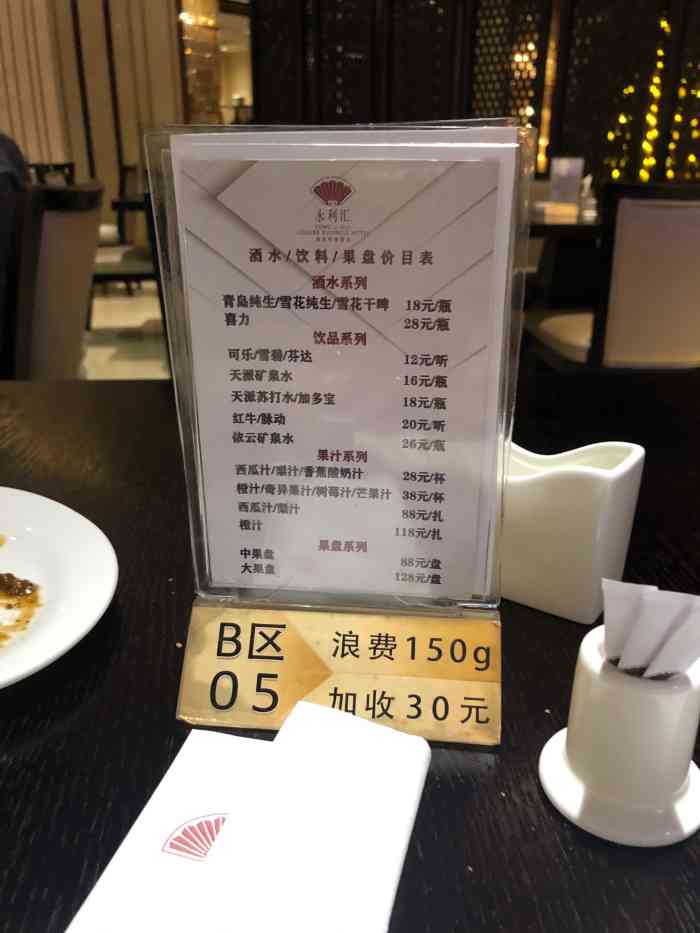 永利汇
酒水/饮料/果盘价目表
酒水系列
青岛纯生/雪花纯生/雪花干啤 18元/瓶
喜力 28元/瓶
饮品系列
可乐/雪碧/芬达 12元/听
天派矿泉水 16元/瓶
天派苏打水/加多宝 18元/瓶
红牛/脉动 20元/听
依云矿泉水 26元/瓶
果汁系列
西瓜汁/梨汁/香蕉酸奶汁 28元/杯
橙汁/奇异果汁/树莓汁/芒果汁 38元/杯
西瓜汁/梨汁 88元/扎
橙汁 118元/扎
果盘系列
中果盘 88元/盘
大果盘 128元/盘
B区 浪费150g
05 加收30元